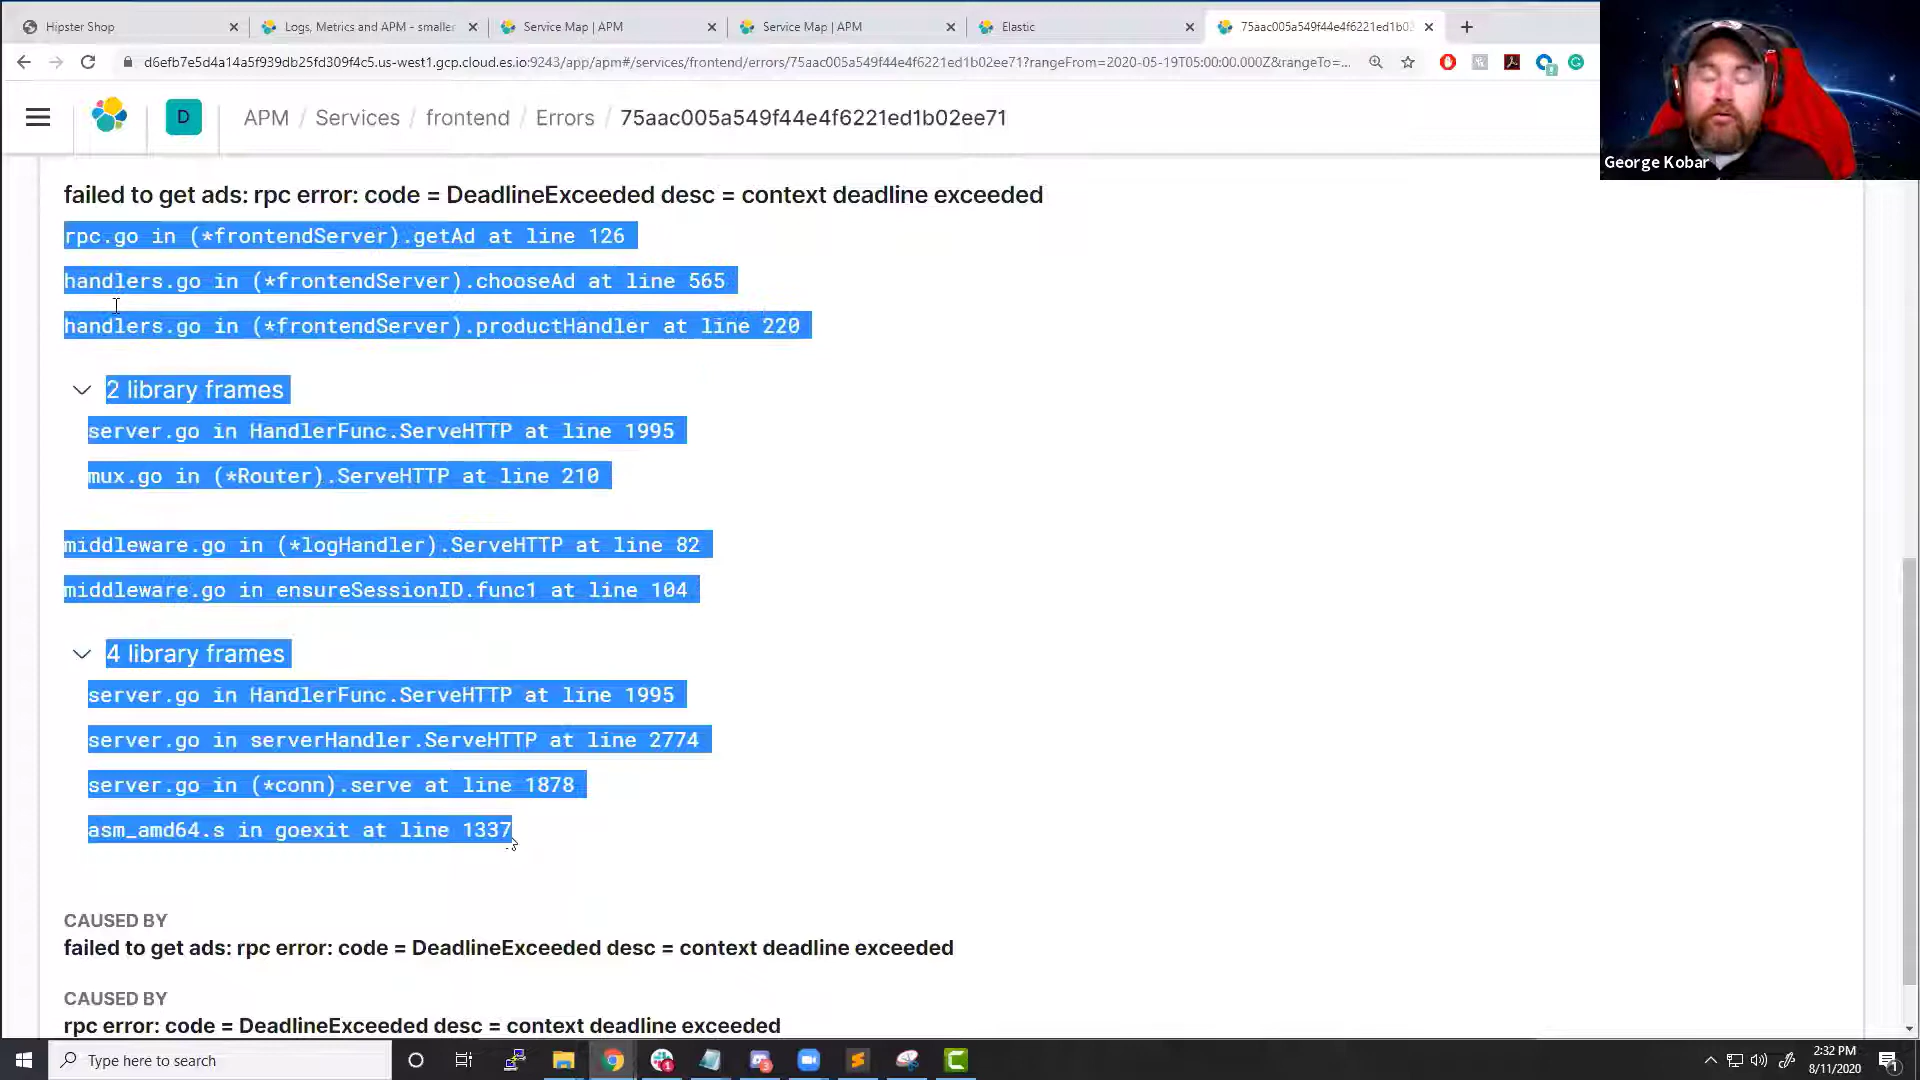 Hipster Shop
Logs, Metrics and APM - smaller
Service Map | APM
Service Map | APM
Elastic
75aac005a549f44e4f6221ed1b02
d6efb7e5d4a14a5f939db25fd309f4c5.us-west1.gcp.cloud.es.io:9243/app/apm#/services/frontend/errors/75aac005a549f44e4f6221ed1b02ee71?rangeFrom=2020-05-19T05:00:00.000Z&rangeTo=...
D
APM / Services / frontend / Errors / 75aac005a549f44e4f6221ed1b02ee71
George Kobar
failed to get ads: rpc error: code = DeadlineExceeded desc = context deadline exceeded
rpc.go in (*frontendServer).getAd at line 126
handlers.go in (*frontendServer).chooseAd at line 565
handlers.go in (*frontendServer).productHandler at line 220
2 library frames
server.go in HandlerFunc.ServeHTTP at line 1995
mux.go in (*Router).ServeHTTP at line 210
middleware.go in (*logHandler).ServeHTTP at line 82
middleware.go in ensureSessionID.func1 at line 104
4 library frames
server.go in HandlerFunc.ServeHTTP at line 1995
server.go in serverHandler.ServeHTTP at line 2774
server.go in (*conn).serve at line 1878
asm_amd64.s in goexit at line 1337
CAUSED BY
failed to get ads: rpc error: code = DeadlineExceeded desc = context deadline exceeded
CAUSED BY
rpc error: code = DeadlineExceeded desc = context deadline exceeded
Type here to search
2:32 PM
8/11/2020